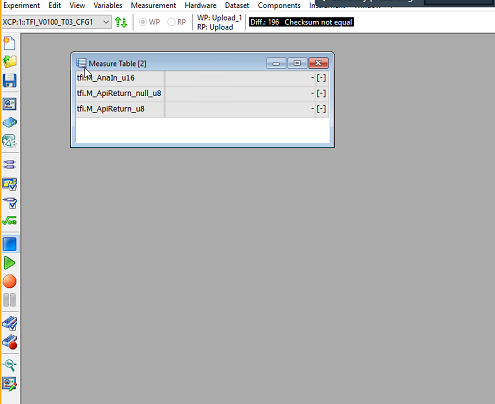 Experiment Edit View Variables Measurement Hardware Dataset Components
XCP:1::TFI_V0100_T03_CFG1 WP RP WP: Upload_1 Diff.: 196 Checksum not equal
RP: Upload
Measure Table [2]
tfi.M_AnaIn_u16 - [-]
tfi.M_ApiReturn_null_u8 - [-]
tfi.M_ApiReturn_u8 - [-]